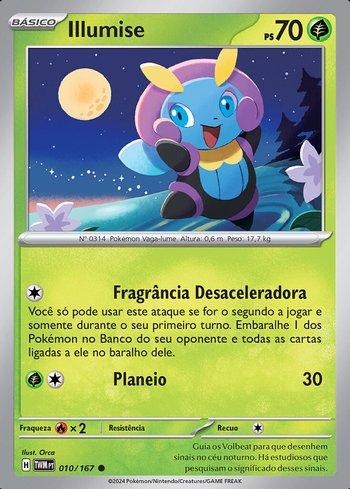 BÁSICO
Illumise
PS 70
Nº 0314 Pokémon Vaga-lume Altura: 0,6 m Peso: 17,7 kg
Fragrância Desaceleradora
Você só pode usar este ataque se for o segundo a jogar e
somente durante o seu primeiro turno. Embaralhe 1 dos
Pokémon no Banco do seu oponente e todas as cartas
ligadas a ele no baralho dele.
Planeio 30
Fraqueza × 2 Resistência Recuo
Ilust. Orca
H TWM PT 010/167
Guia os Volbeat para que desenhem
sinais no céu noturno. Há estudiosos que
pesquisam o significado desses sinais.
©2024 Pokémon/Nintendo/Creatures/GAME FREAK